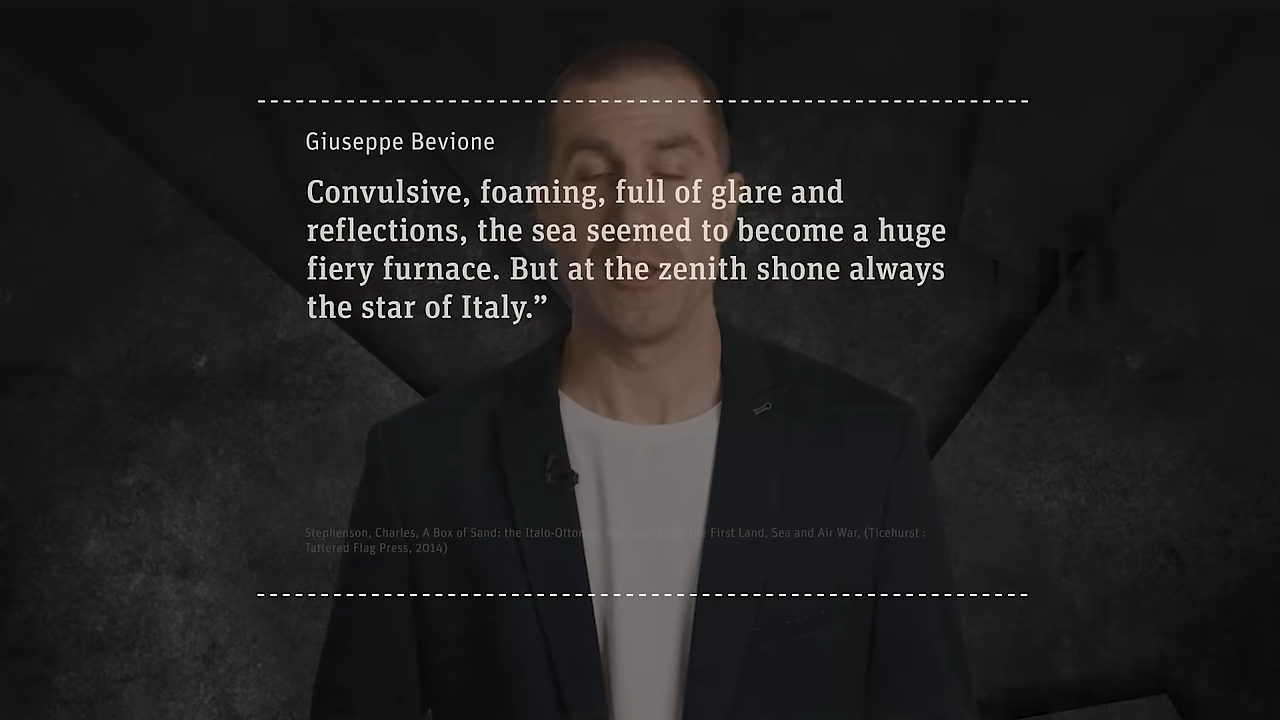 Giuseppe Bevione
Convulsive, foaming, full of glare and
reflections, the sea seemed to become a huge
fiery furnace. But at the zenith shone always
the star of Italy.”
Stephenson, Charles, A Box of Sand: the Italo-Ottoman First Land, Sea and Air War, (Ticehurst :
Tattered Flag Press, 2014)